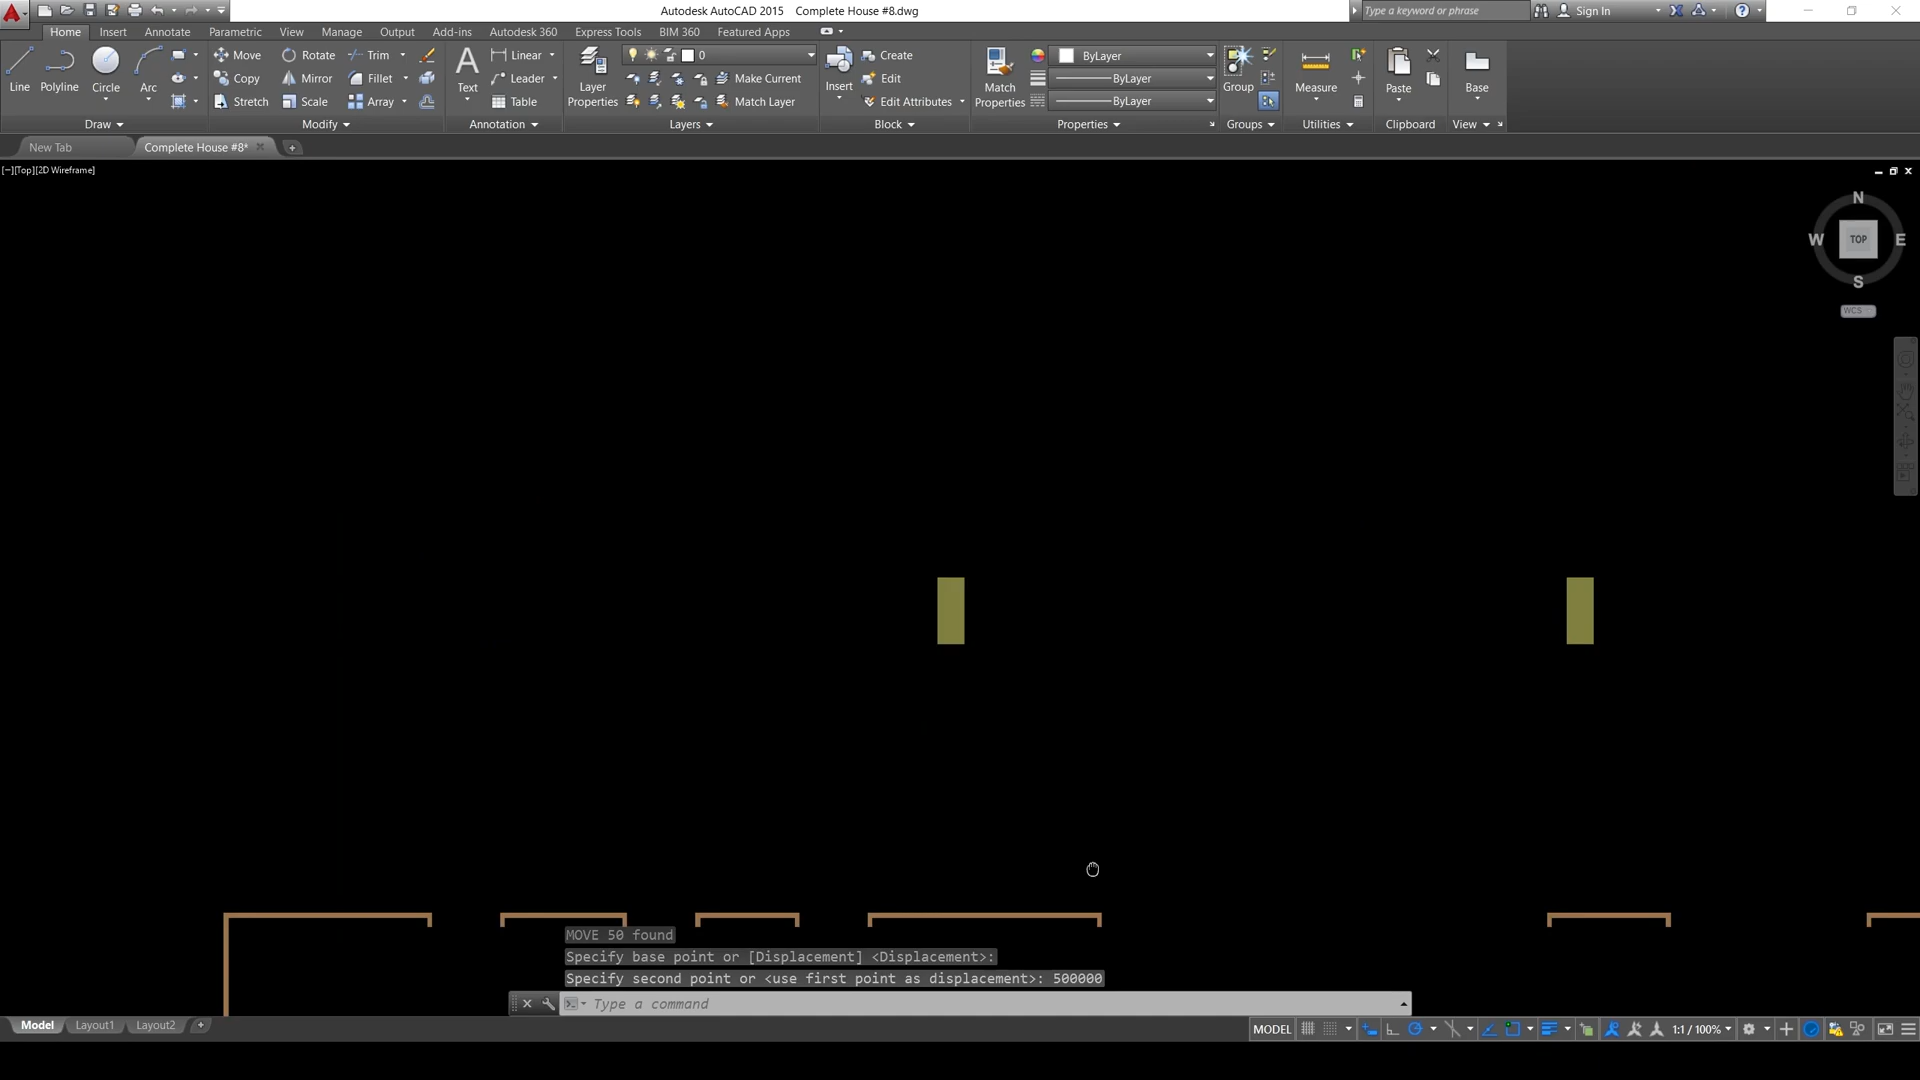 Autodesk AutoCAD 2015 Complete House #8.dwg
Type a keyword or phrase
Sign In
Home Insert Annotate Parametric View Manage Output Add-ins Autodesk 360 Express Tools BIM 360 Featured Apps
Line Polyline Circle Arc
Move Rotate Trim
Copy Mirror Fillet
Stretch Scale Array
Text
Linear
Leader
Table
Layer Properties
0
Make Current
Match Layer
Insert
Create
Edit
Edit Attributes
Match Properties
ByLayer
ByLayer
ByLayer
Group
Measure
Paste
Base
Draw Modify Annotation Layers Block Properties Groups Utilities Clipboard View
New Tab Complete House #8*
[−][Top][2D Wireframe]
N
W TOP E
S
WCS
MOVE 50 found
Specify base point or [Displacement] <Displacement>:
Specify second point or <use first point as displacement>: 500000
Type a command
Model Layout1 Layout2
MODEL 1:1 / 100%